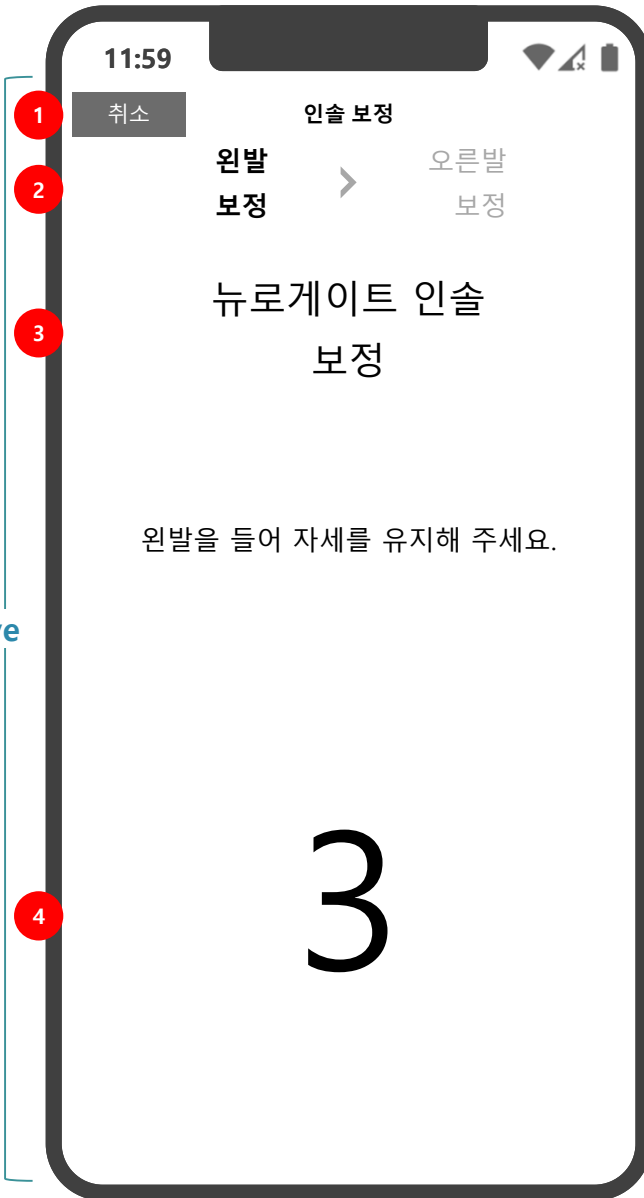 11:59
1
취소
인솔 보정
2
왼발
보정
오른발
보정
3
뉴로게이트 인솔
보정
왼발을 들어 자세를 유지해 주세요.
3
4